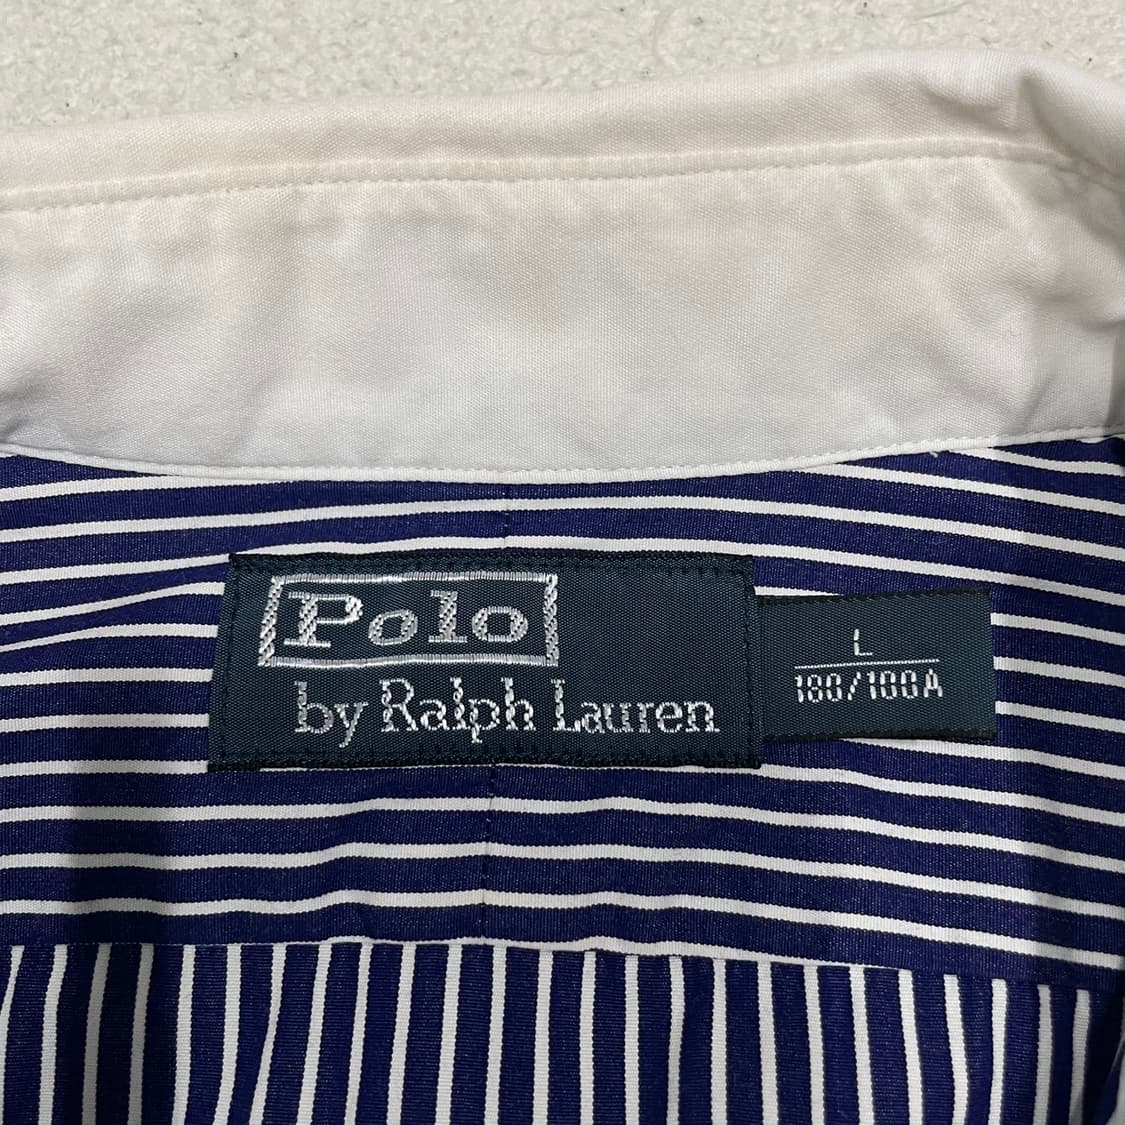 Polo
by Ralph Lauren
L
180/100A